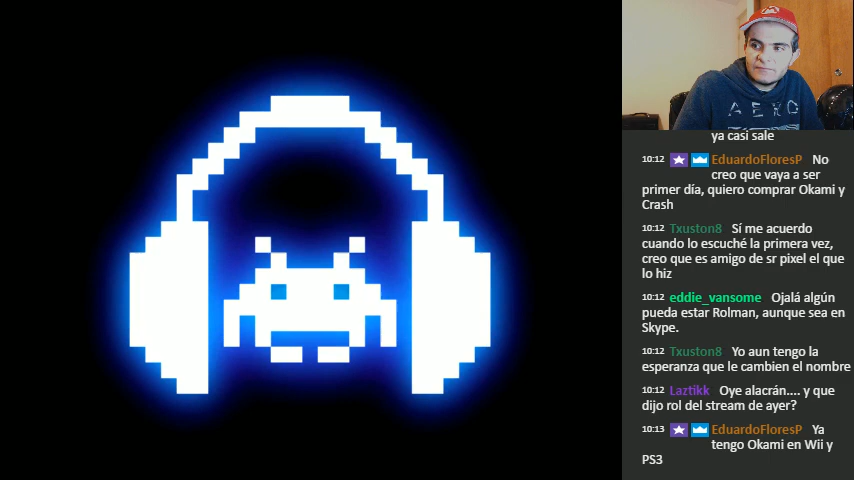 AERO
ya casi sale
10:12 EduardoFloresP No
creo que vaya a ser
primer día, quiero comprar Okami y
Crash
10:12 Txuston8 Sí me acuerdo
cuando lo escuché la primera vez,
creo que es amigo de sr pixel el que
lo hiz
10:12 eddie_vansome Ojalá algún
pueda estar Rolman, aunque sea en
Skype.
10:12 Txuston8 Yo aun tengo la
esperanza que le cambien el nombre
10:12 Laztikk Oye alacrán.... y que
dijo rol del stream de ayer?
10:13 EduardoFloresP Ya
tengo Okami en Wii y
PS3